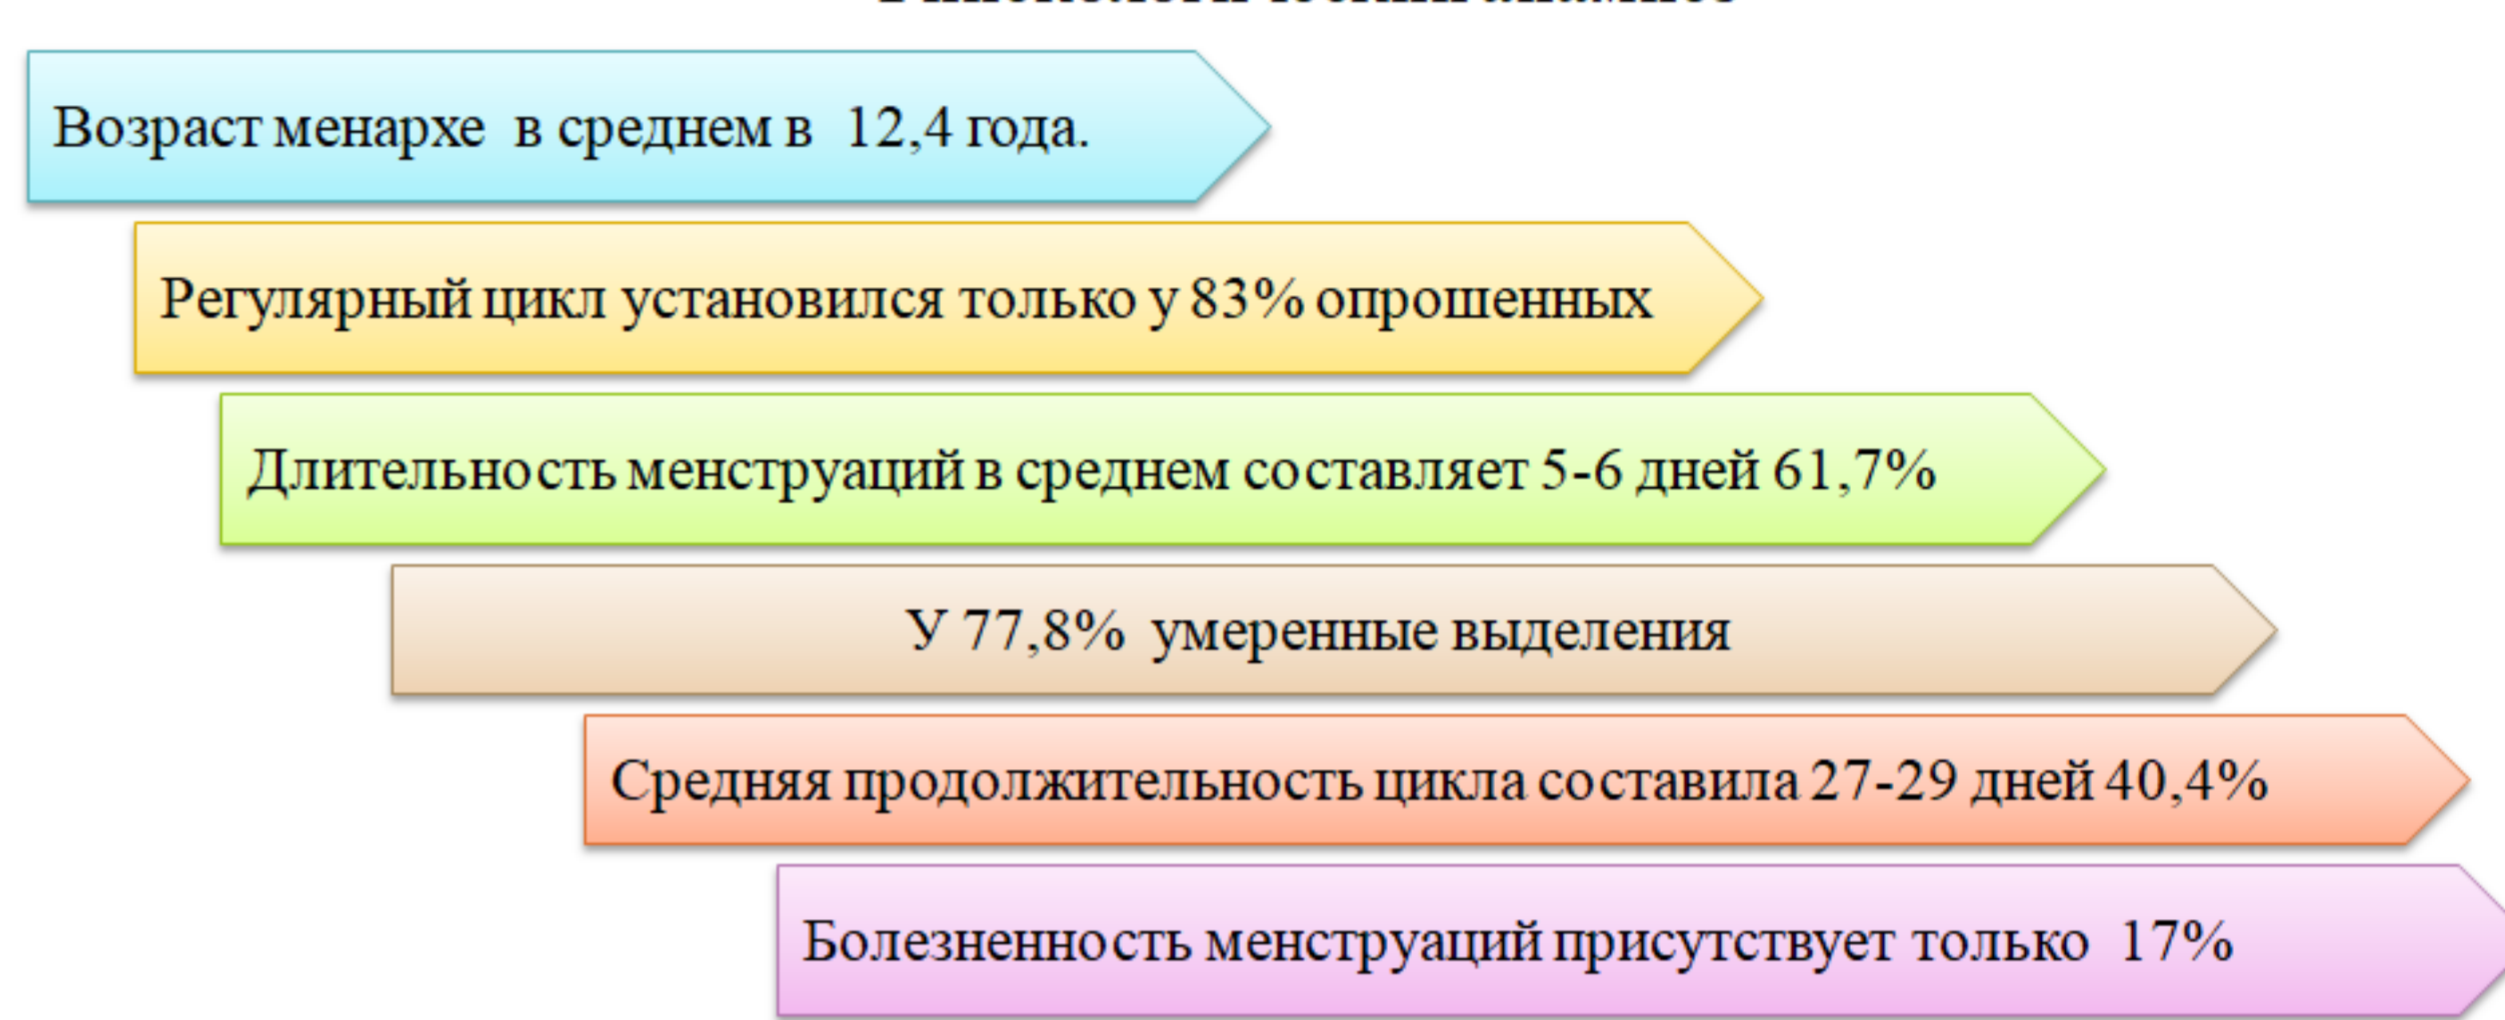 Возраст менархе в среднем в 12,4 года.
Регулярный цикл установился только у 83% опрошенных
Длительность менструаций в среднем составляет 5-6 дней 61,7%
У 77,8% умеренные выделения
Средняя продолжительность цикла составила 27-29 дней 40,4%
Болезненность менструаций присутствует только 17%